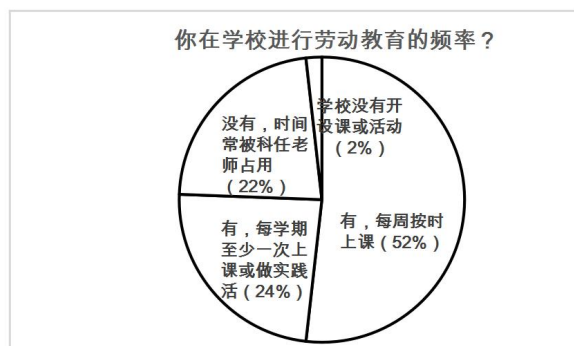 你在学校进行劳动教育的频率？
学校没有开
设课或活动
（2%）
没有，时间
常被科任老
师占用
（22%）
有，每周按时
上课（52%）
有，每学期
至少一次上
课或做实践
活（24%）